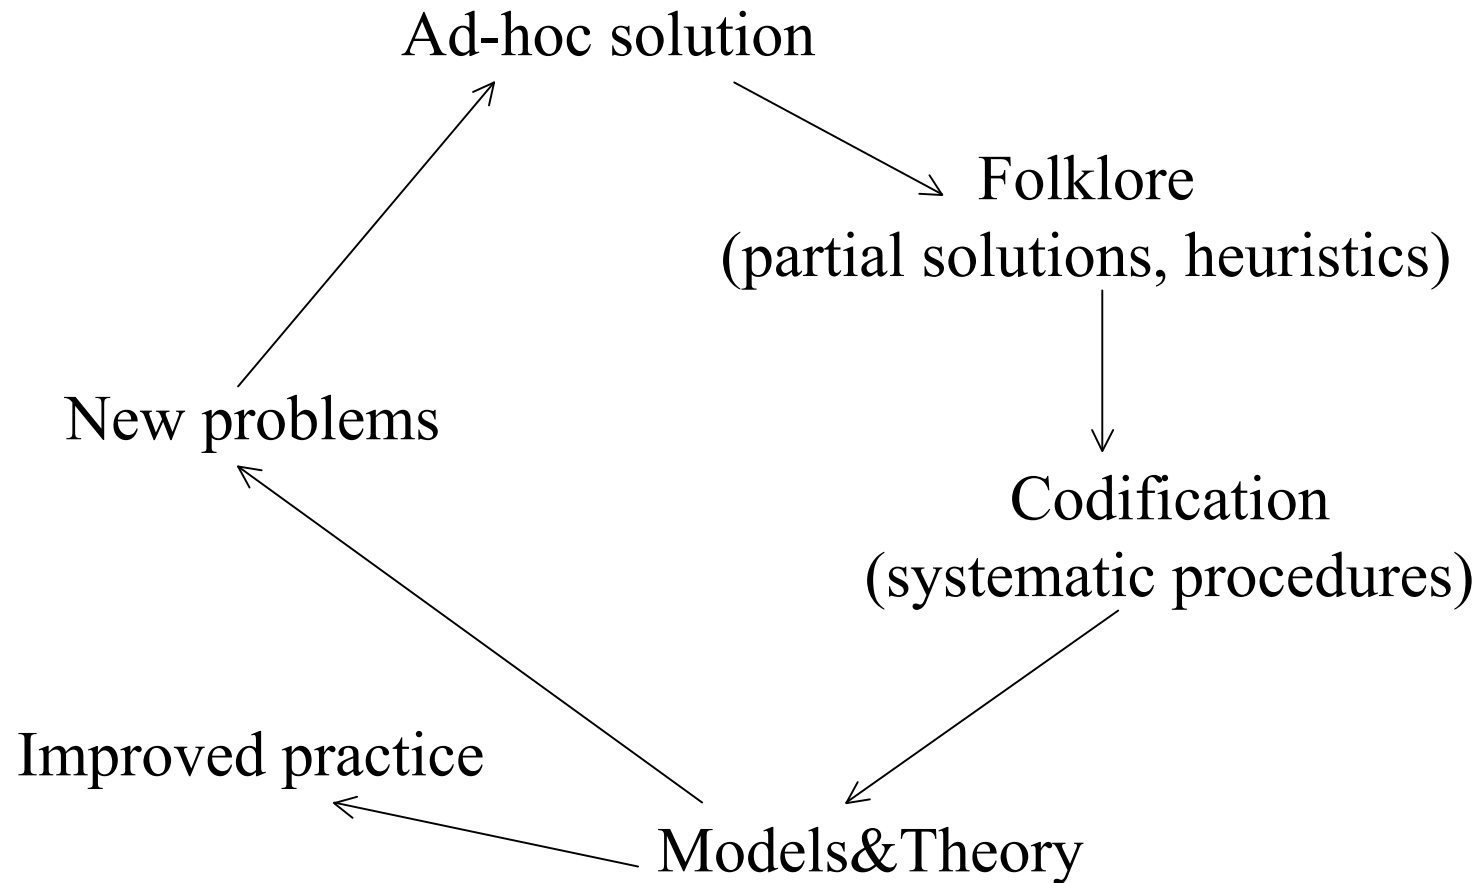 Ad-hoc solution
Folklore
(partial solutions, heuristics)
New problems
Codification
(systematic procedures)
Improved practice
Models&Theory